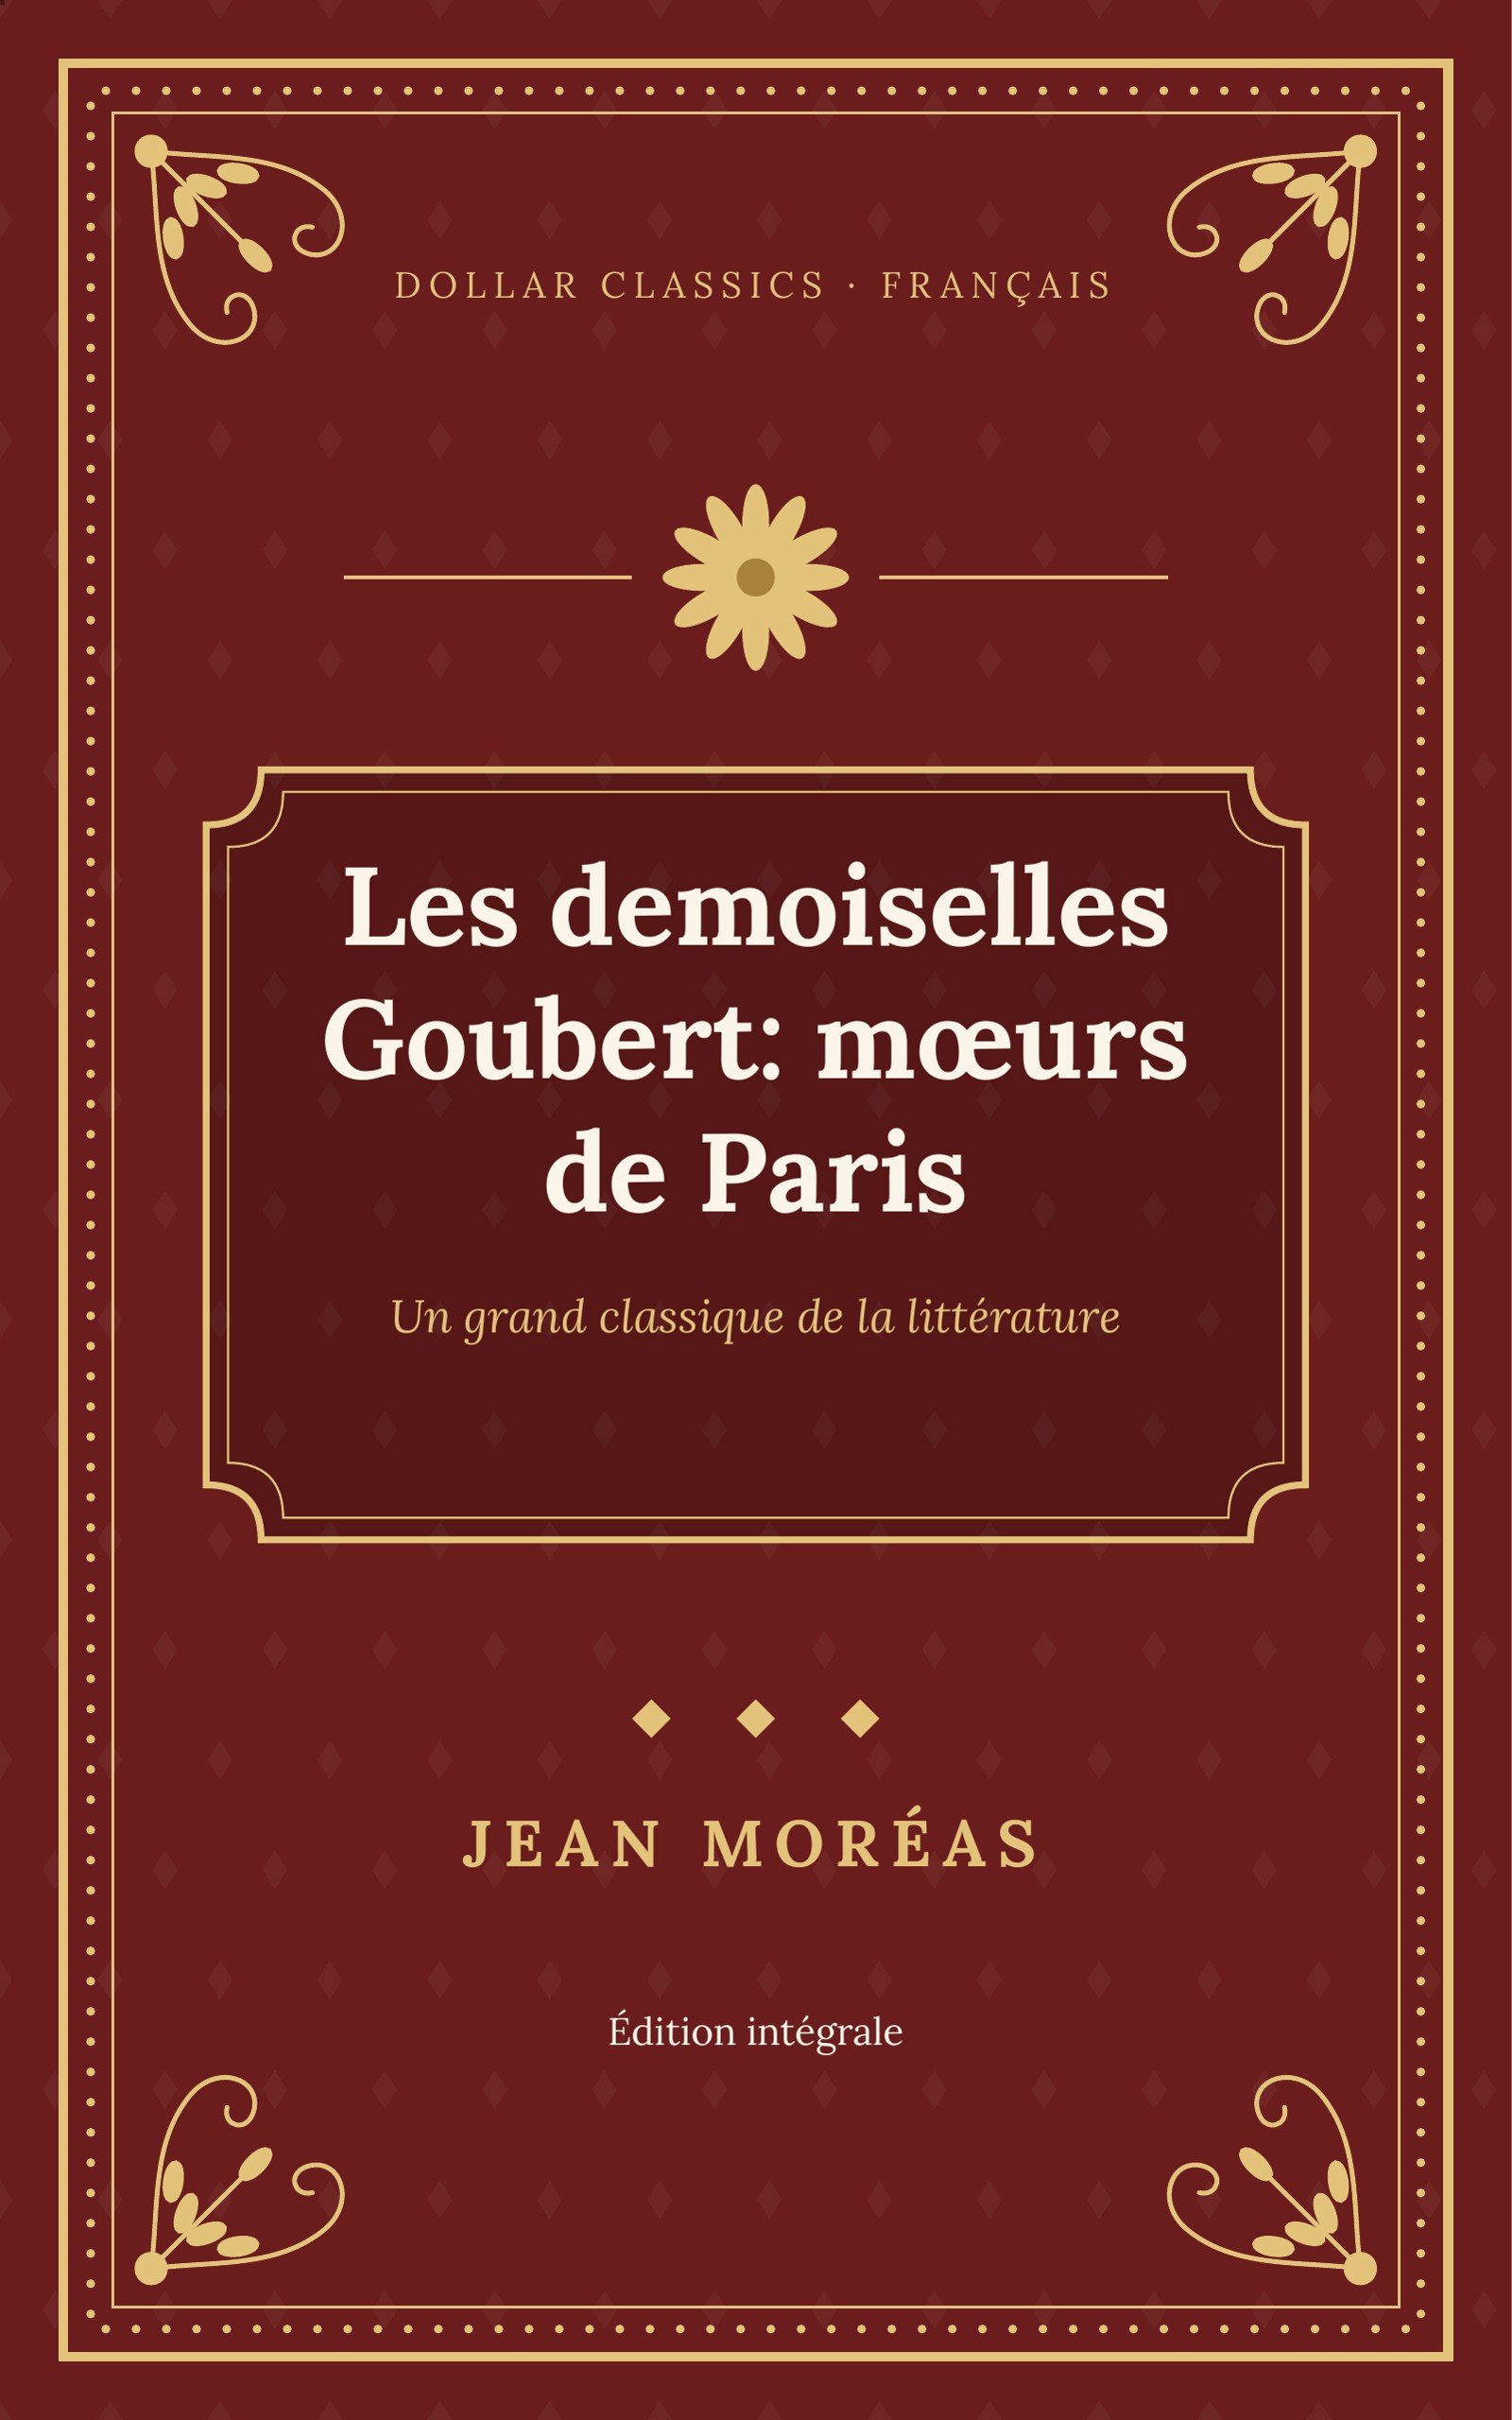 DOLLAR CLASSICS · FRANÇAIS
Les demoiselles
Goubert: mœurs
de Paris
Un grand classique de la littérature
JEAN MORÉAS
Édition intégrale